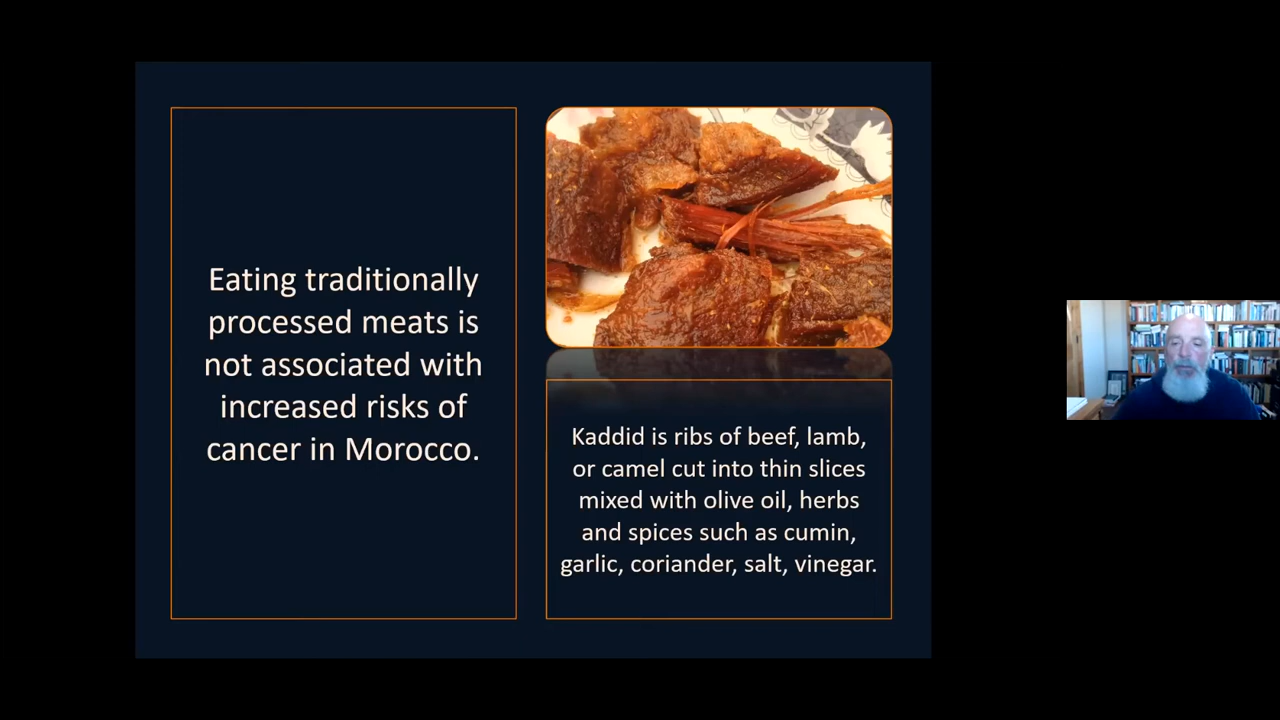 Eating traditionally
processed meats is
not associated with
increased risks of
cancer in Morocco.
Kaddid is ribs of beef, lamb,
or camel cut into thin slices
mixed with olive oil, herbs
and spices such as cumin,
garlic, coriander, salt, vinegar.